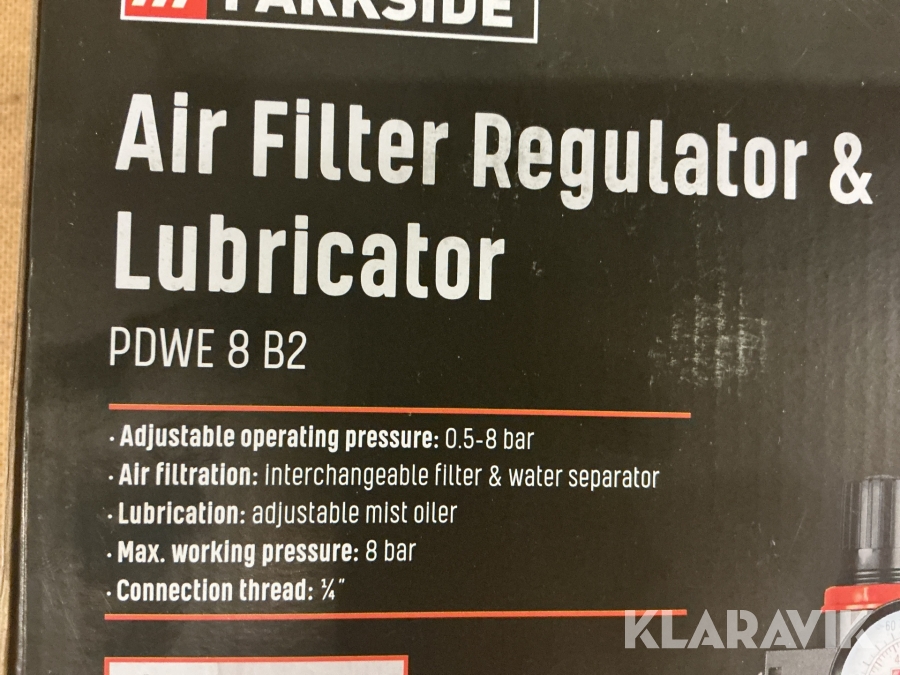 PARKSIDE
Air Filter Regulator &
Lubricator
PDWE 8 B2
· Adjustable operating pressure: 0.5-8 bar
· Air filtration: interchangeable filter & water separator
· Lubrication: adjustable mist oiler
· Max. working pressure: 8 bar
· Connection thread: ¼"
KLARAVIK